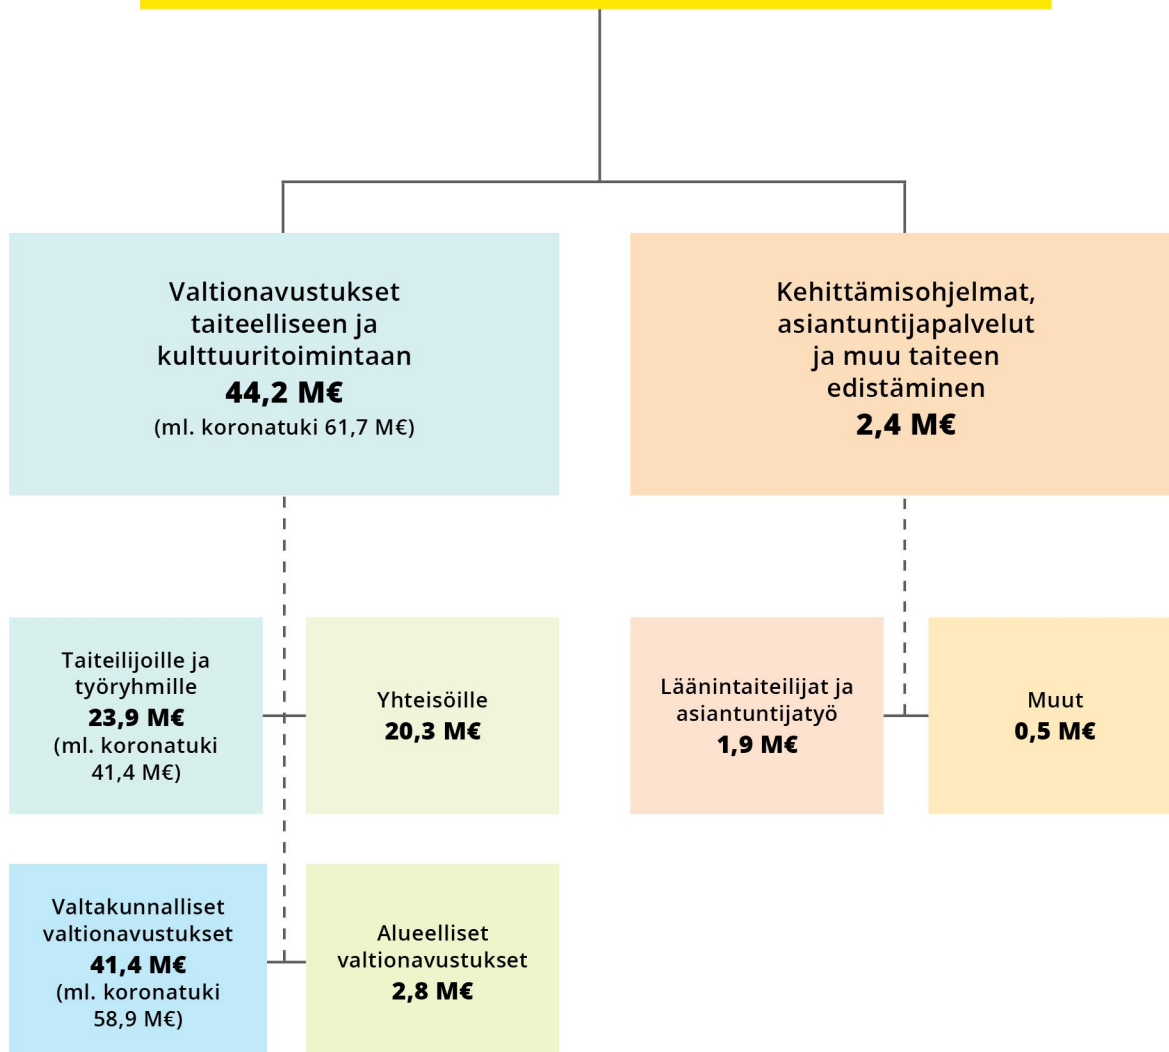 Valtionavustukset
taiteelliseen ja
kulttuuritoimintaan
44,2 M€
(ml. koronatuki 61,7 M€)
Kehittämisohjelmat,
asiantuntijapalvelut
ja muu taiteen
edistäminen
2,4 M€
Taiteilijoille ja
työryhmille
23,9 M€
(ml. koronatuki
41,4 M€)
Yhteisöille
20,3 M€
Läänintaiteilijat ja
asiantuntijatyö
1,9 M€
Muut
0,5 M€
Valtakunnalliset
valtionavustukset
41,4 M€
(ml. koronatuki
58,9 M€)
Alueelliset
valtionavustukset
2,8 M€